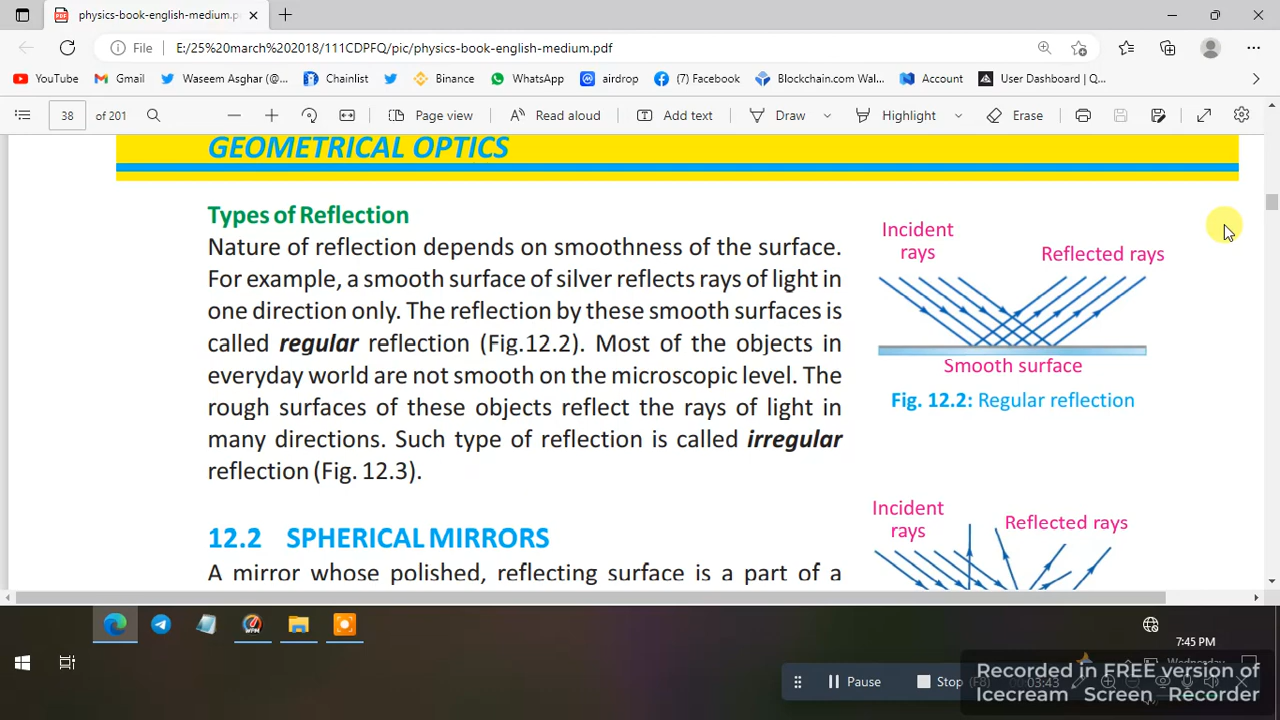 physics-book-english-medium.p
File
E:/25%20march%202018/111CDPFQ/pic/physics-book-english-medium.pdf
YouTube
Gmail
Waseem Asghar (@...
Chainlist
Binance
WhatsApp
airdrop
(7) Facebook
Blockchain.com Wal...
Account
User Dashboard | Q...
38 of 201
Page view
Read aloud
Add text
Draw
Highlight
Erase
GEOMETRICAL OPTICS
Types of Reflection
Nature of reflection depends on smoothness of the surface.
For example, a smooth surface of silver reflects rays of light in
one direction only. The reflection by these smooth surfaces is
called regular reflection (Fig.12.2). Most of the objects in
everyday world are not smooth on the microscopic level. The
rough surfaces of these objects reflect the rays of light in
many directions. Such type of reflection is called irregular
reflection (Fig. 12.3).
12.2 SPHERICAL MIRRORS
A mirror whose polished, reflecting surface is a part of a
Incident
rays
Reflected rays
Smooth surface
Fig. 12.2: Regular reflection
Incident
rays
Reflected rays
7:45 PM
Wednesday
Pause
Stop (F8)
03:43
Recorded in FREE version of
Icecream Screen Recorder